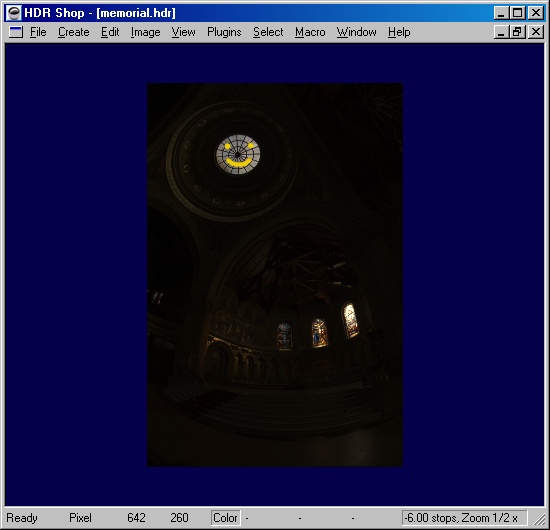 HDR Shop - [memorial.hdr]
File Create Edit Image View Plugins Select Macro Window Help
Ready Pixel 642 260 Color - - - -6.00 stops, Zoom 1/2 x